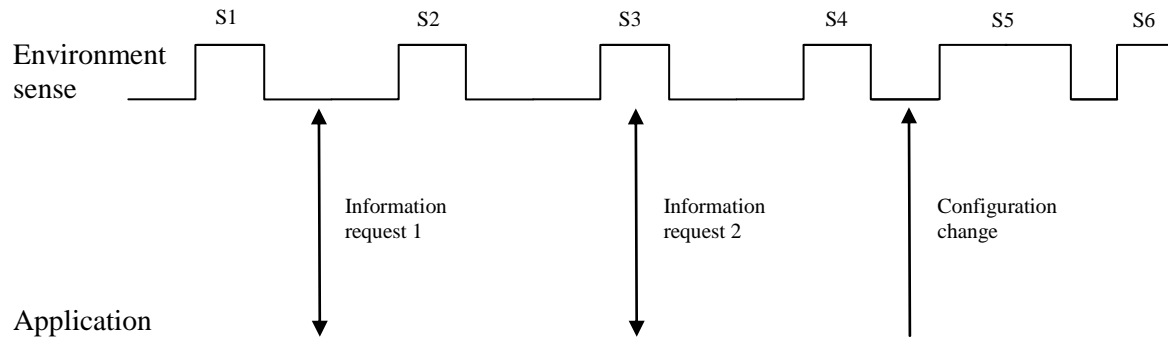 S1 S2 S3 S4 S5 S6
Environment
sense
Information
request 1
Information
request 2
Configuration
change
Application